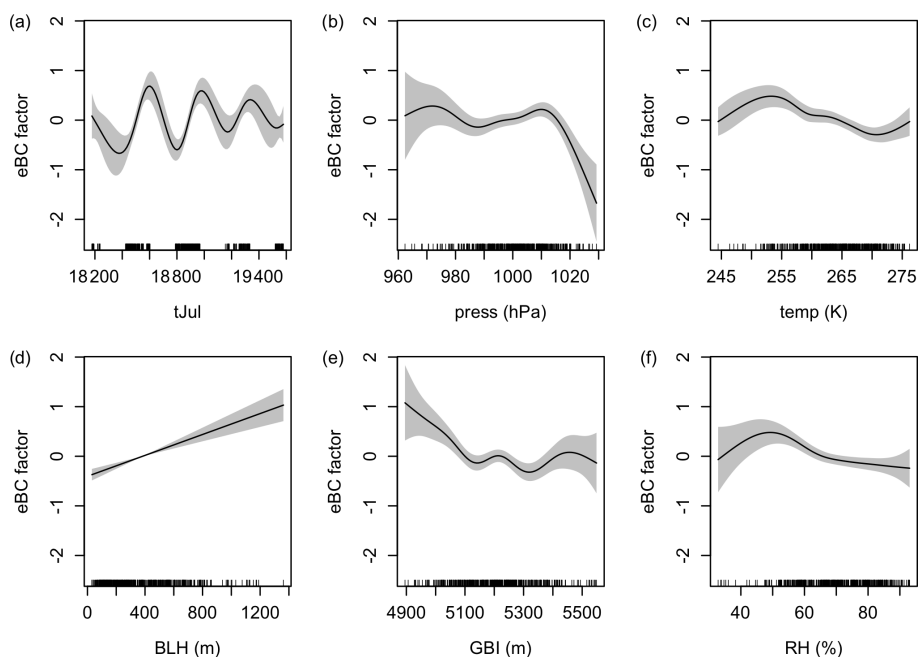 (a)
eBC factor
2
1
0
-1
-2
18200 18800 19400
tJul
(b)
eBC factor
2
1
0
-1
-2
960 980 1000 1020
press (hPa)
(c)
eBC factor
2
1
0
-1
-2
245 255 265 275
temp (K)
(d)
eBC factor
2
1
0
-1
-2
0 400 800 1200
BLH (m)
(e)
eBC factor
2
1
0
-1
-2
4900 5100 5300 5500
GBI (m)
(f)
eBC factor
2
1
0
-1
-2
40 60 80
RH (%)